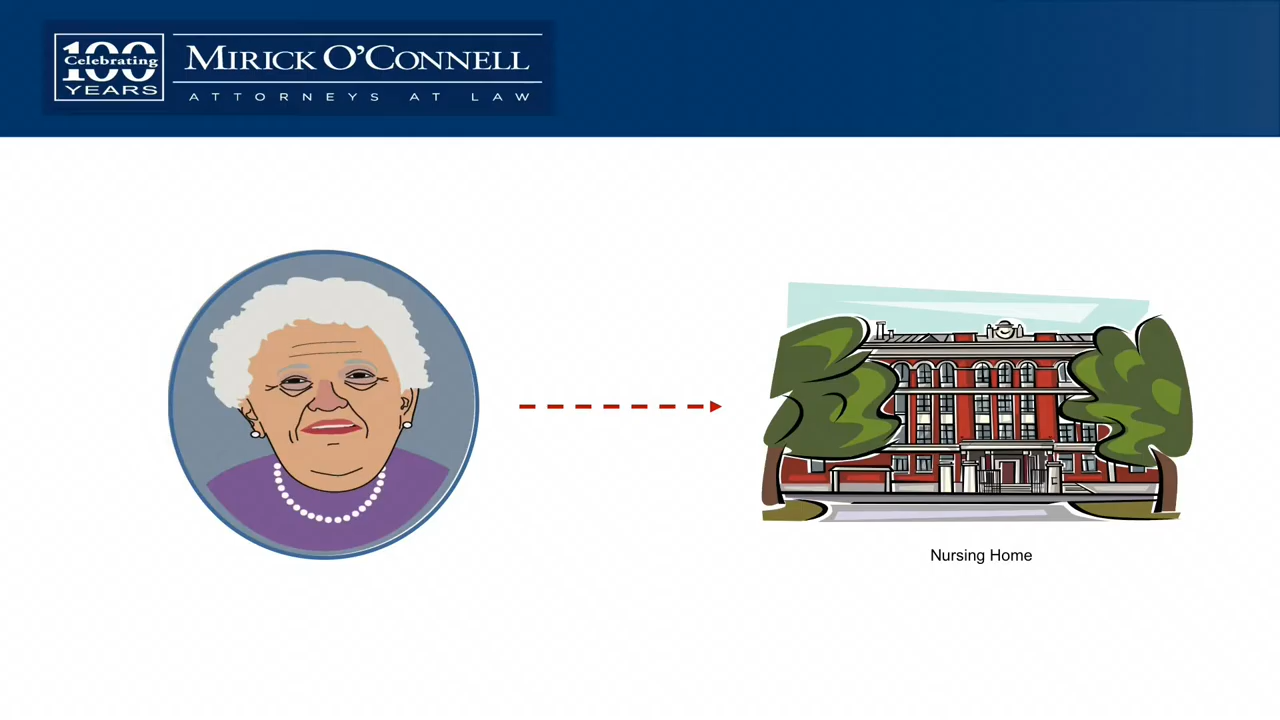 100
Celebrating
YEARS
MIRICK O'CONNELL
ATTORNEYS AT LAW
Nursing Home